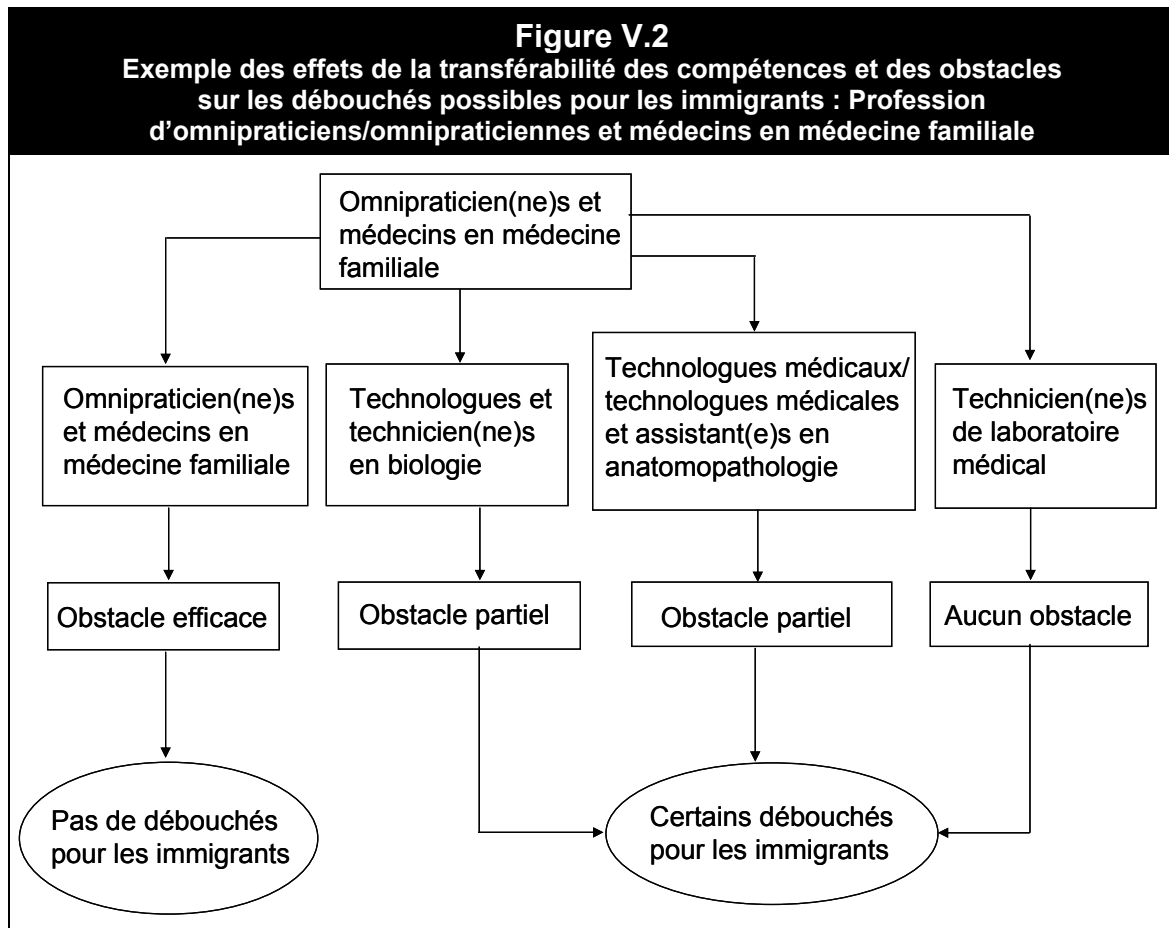 Figure V.2
Exemple des effets de la transférabilité des compétences et des obstacles
sur les débouchés possibles pour les immigrants : Profession
d'omnipraticiens/omnipraticiennes et médecins en médecine familiale
Omnipraticien(ne)s et
médecins en médecine
familiale
Omnipraticien(ne)s
et médecins en
médecine familiale
Technologues et
technicien(ne)s
en biologie
Technologues médicaux/
technologues médicales
et assistant(e)s en
anatomopathologie
Technicien(ne)s
de laboratoire
médical
Obstacle efficace
Obstacle partiel
Obstacle partiel
Aucun obstacle
Pas de débouchés
pour les immigrants
Certains débouchés
pour les immigrants